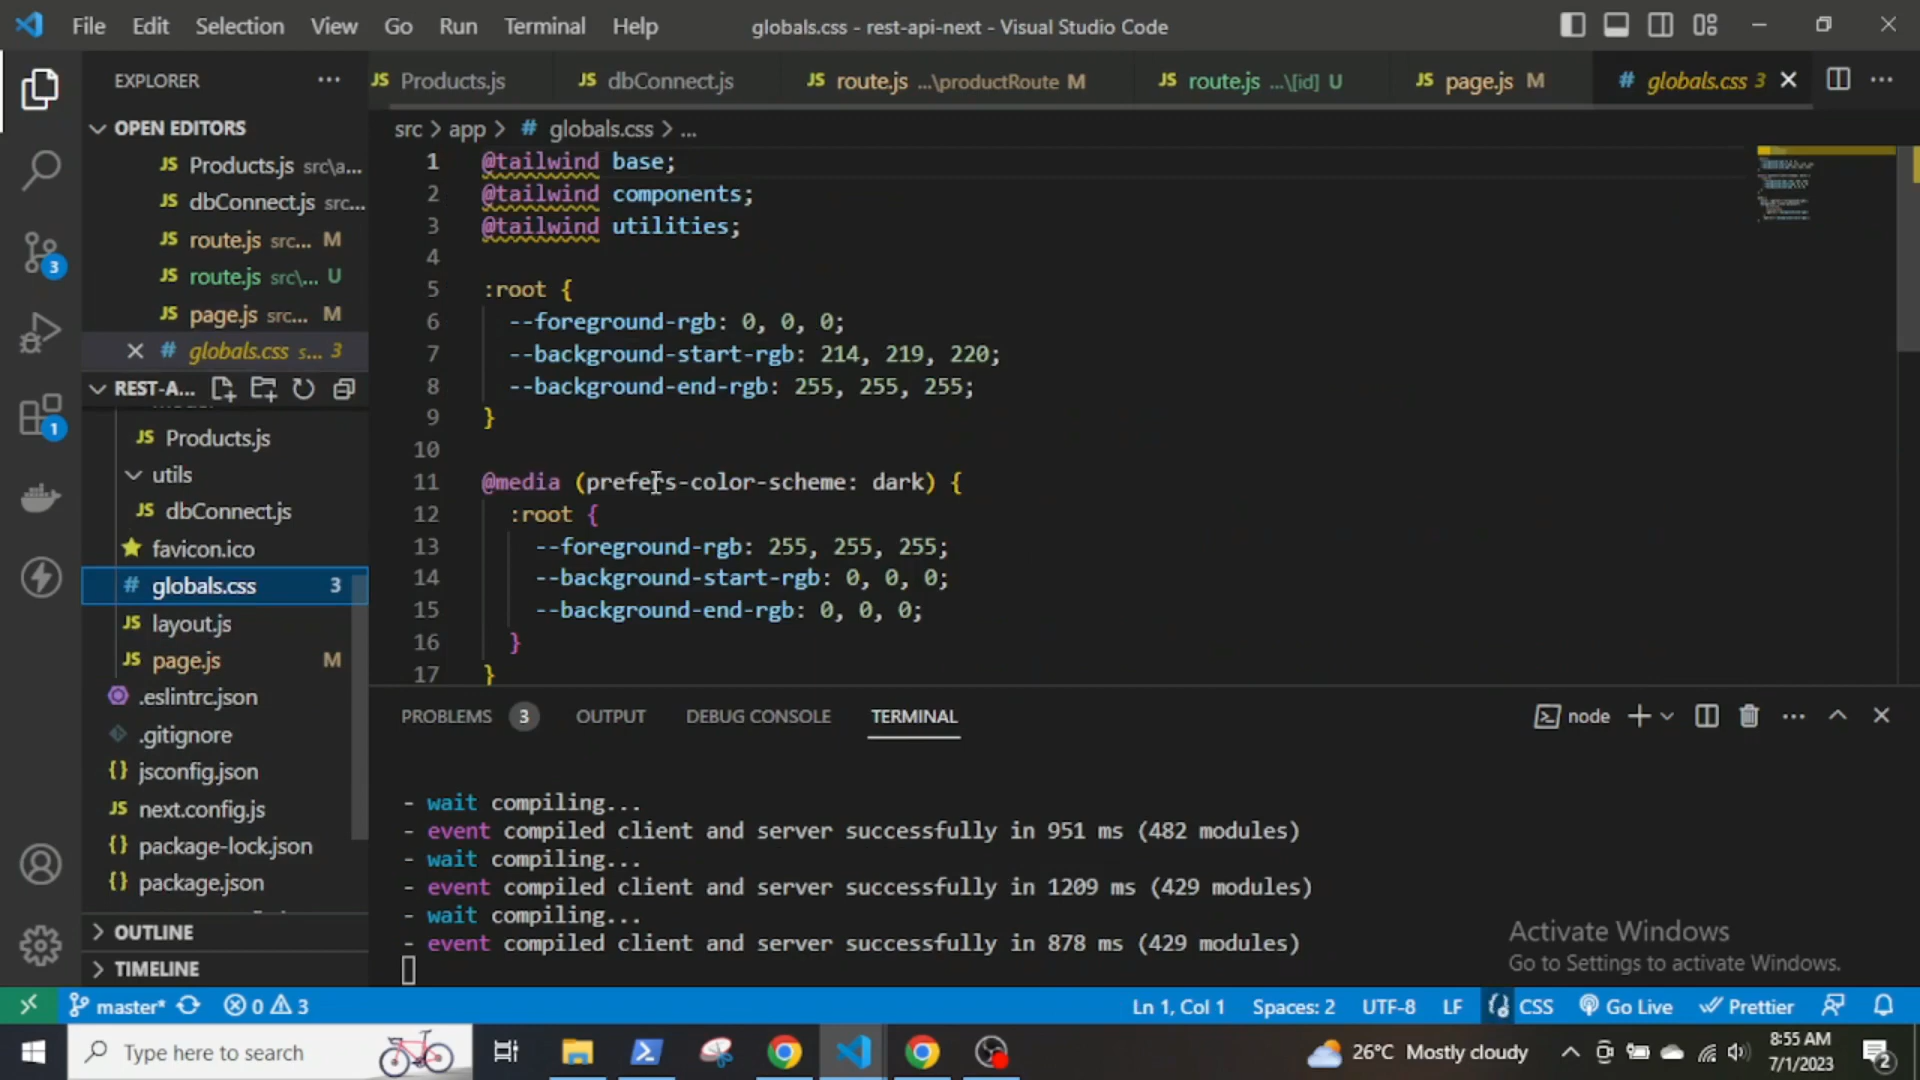 File Edit Selection View Go Run Terminal Help
globals.css - rest-api-next - Visual Studio Code
EXPLORER
Products.js dbConnect.js route.js ...\productRoute M route.js ...\[id] U page.js M globals.css 3
OPEN EDITORS
Products.js src\a...
dbConnect.js src...
route.js src... M
route.js src\... U
page.js src... M
globals.css s... 3
REST-A...
Products.js
utils
dbConnect.js
favicon.ico
globals.css 3
layout.js
page.js M
.eslintrc.json
.gitignore
jsconfig.json
next.config.js
package-lock.json
package.json
OUTLINE
TIMELINE
3
1
src > app > # globals.css > ...
1 @tailwind base;
2 @tailwind components;
3 @tailwind utilities;
4
5 :root {
6 --foreground-rgb: 0, 0, 0;
7 --background-start-rgb: 214, 219, 220;
8 --background-end-rgb: 255, 255, 255;
9 }
10
11 @media (prefers-color-scheme: dark) {
12 :root {
13 --foreground-rgb: 255, 255, 255;
14 --background-start-rgb: 0, 0, 0;
15 --background-end-rgb: 0, 0, 0;
16 }
17 }
PROBLEMS 3 OUTPUT DEBUG CONSOLE TERMINAL
node
- wait compiling...
- event compiled client and server successfully in 951 ms (482 modules)
- wait compiling...
- event compiled client and server successfully in 1209 ms (429 modules)
- wait compiling...
- event compiled client and server successfully in 878 ms (429 modules)
Activate Windows
Go to Settings to activate Windows.
master* 0 3 Ln 1, Col 1 Spaces: 2 UTF-8 LF CSS Go Live Prettier
Type here to search
26°C Mostly cloudy
8:55 AM
7/1/2023
2